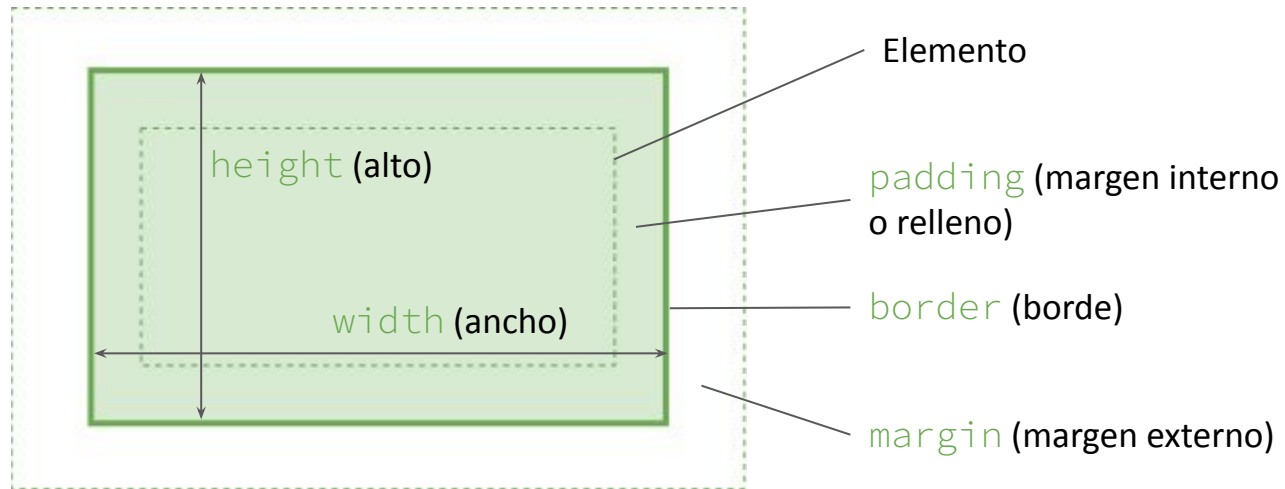 Elemento
height (alto)
padding (margen interno
o relleno)
width (ancho)
border (borde)
margin (margen externo)